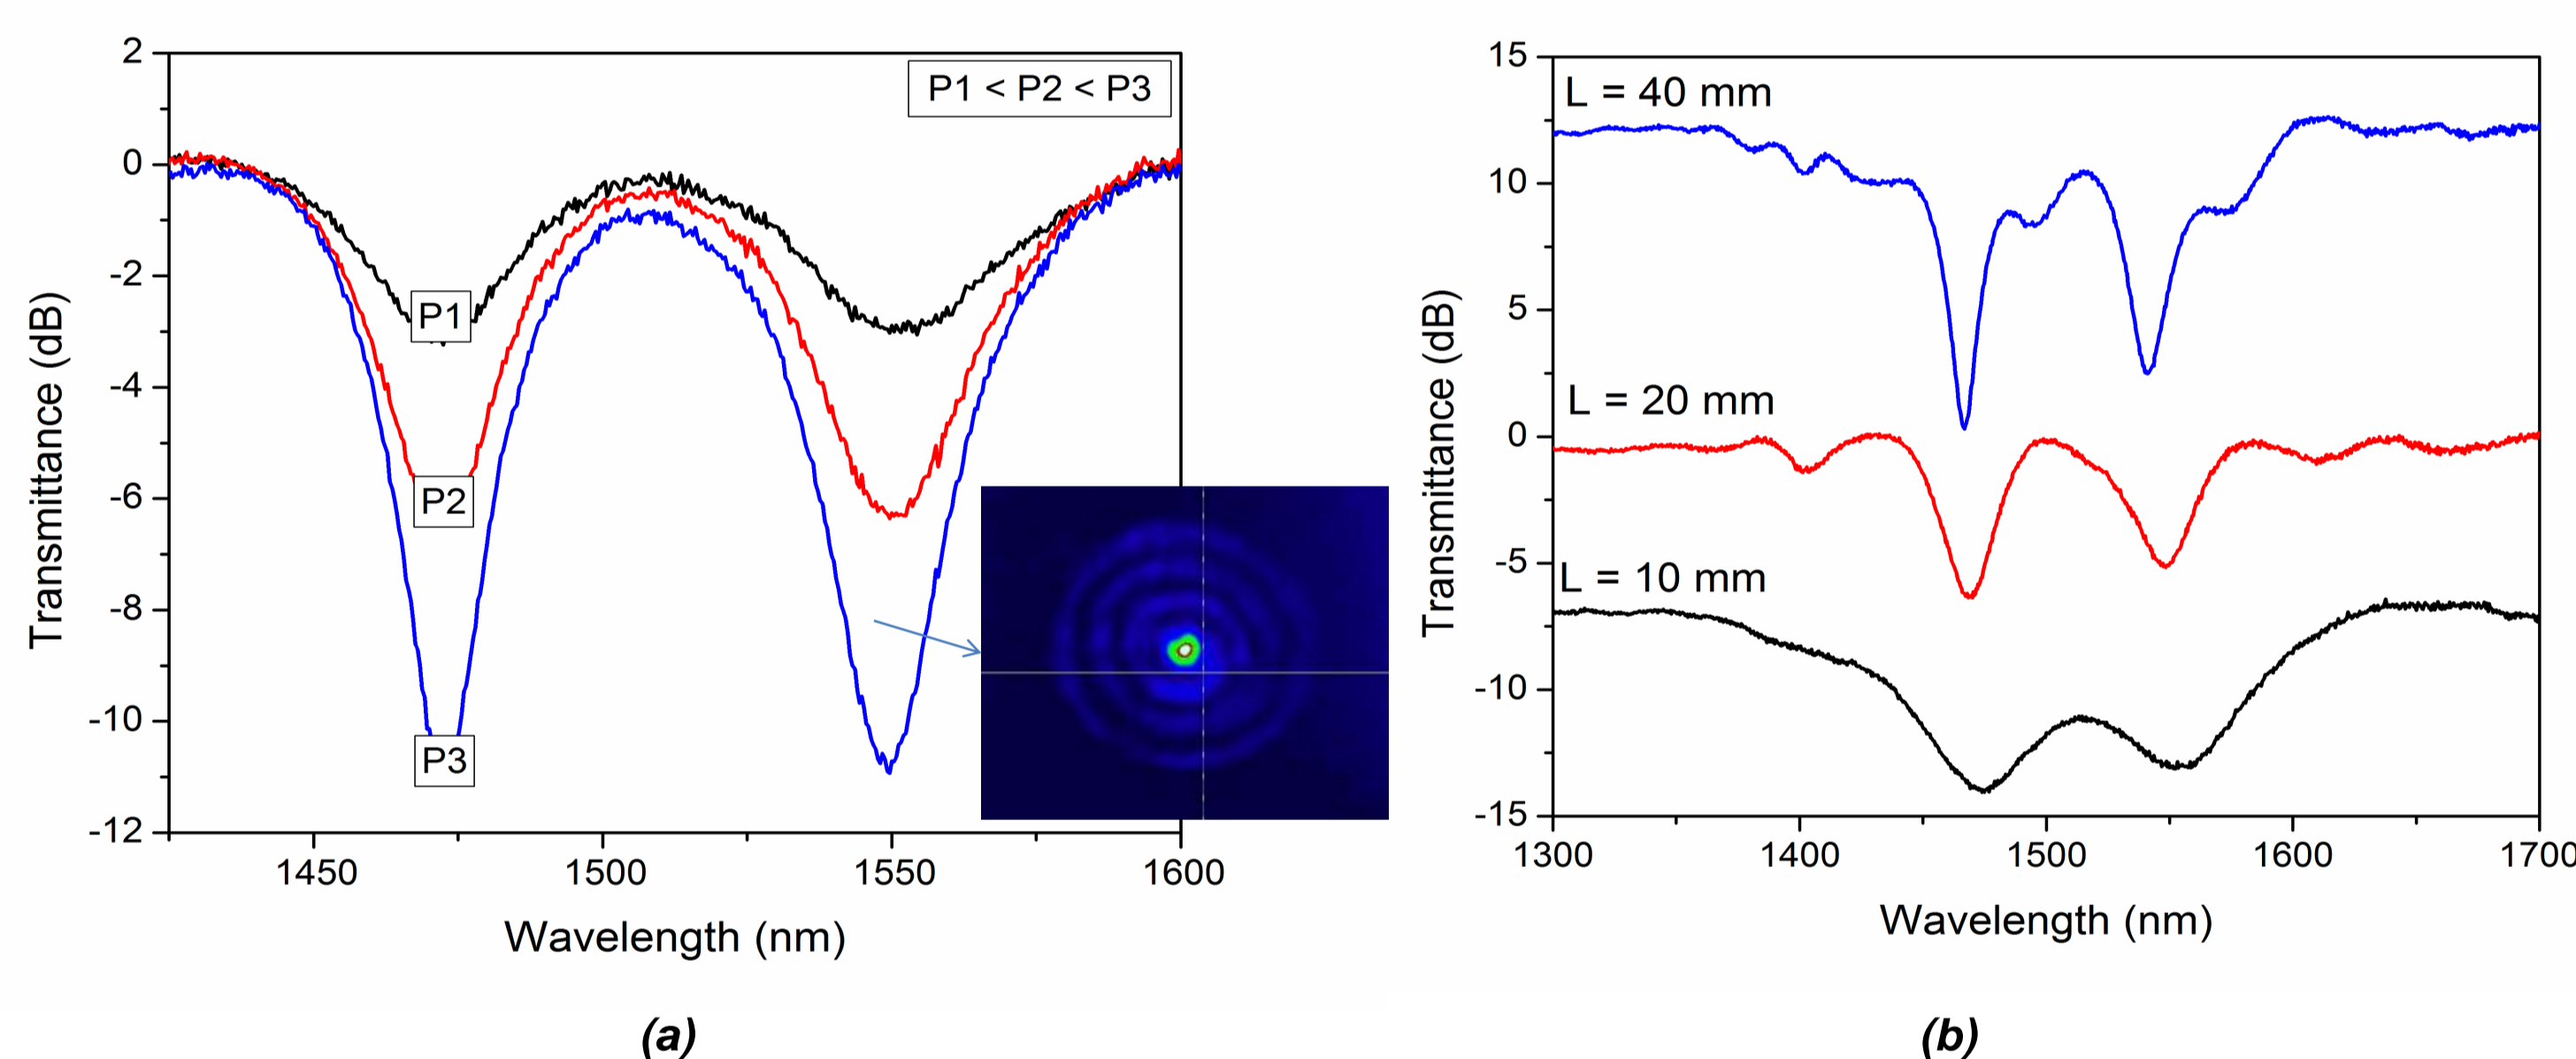 2
0
-2
-4
-6
-8
-10
-12
Transmittance (dB)
P1 < P2 < P3
P1
P2
P3
1450 1500 1550 1600
Wavelength (nm)
(a)
15
10
5
0
-5
-10
-15
Transmittance (dB)
L = 40 mm
L = 20 mm
L = 10 mm
1300 1400 1500 1600 1700
Wavelength (nm)
(b)